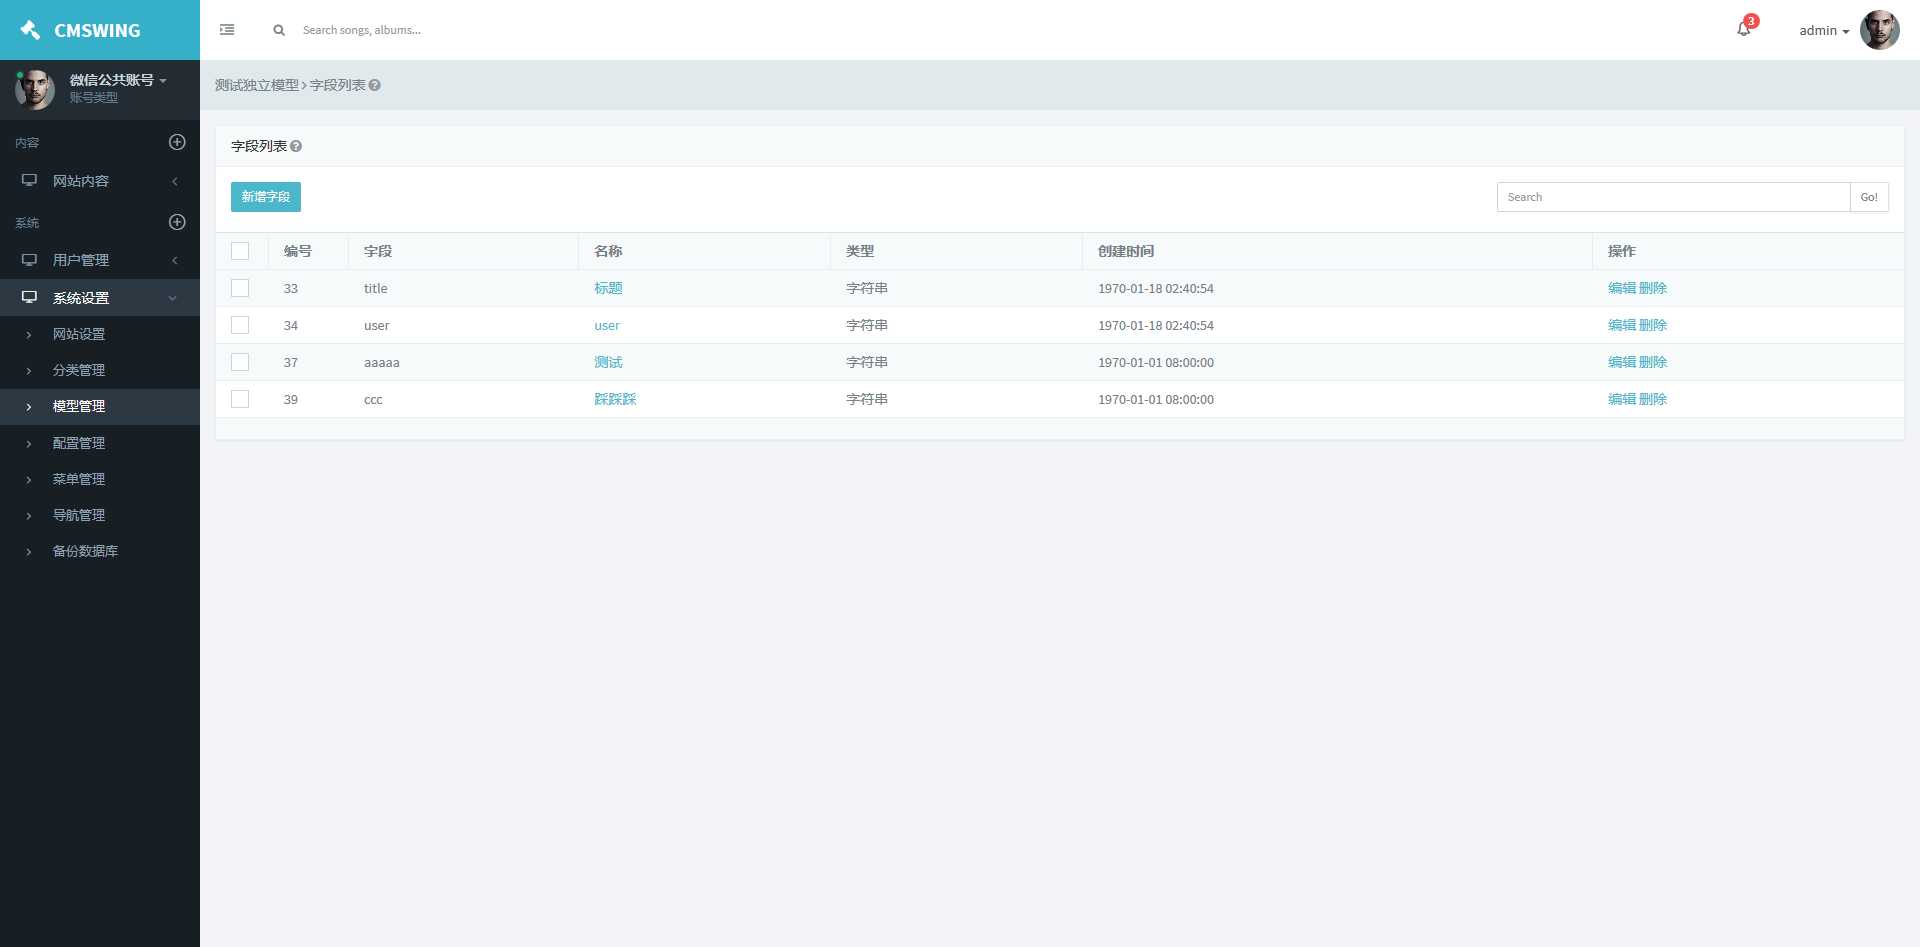 CMSWING
Search songs, albums...
3
admin
微信公共账号
账号类型
内容
网站内容
系统
用户管理
系统设置
网站设置
分类管理
模型管理
配置管理
菜单管理
导航管理
备份数据库
测试独立模型 字段列表
字段列表
新增字段
Search Go!
编号 字段 名称 类型 创建时间 操作
33 title 标题 字符串 1970-01-18 02:40:54 编辑 删除
34 user user 字符串 1970-01-18 02:40:54 编辑 删除
37 aaaaa 测试 字符串 1970-01-01 08:00:00 编辑 删除
39 ccc 踩踩踩 字符串 1970-01-01 08:00:00 编辑 删除